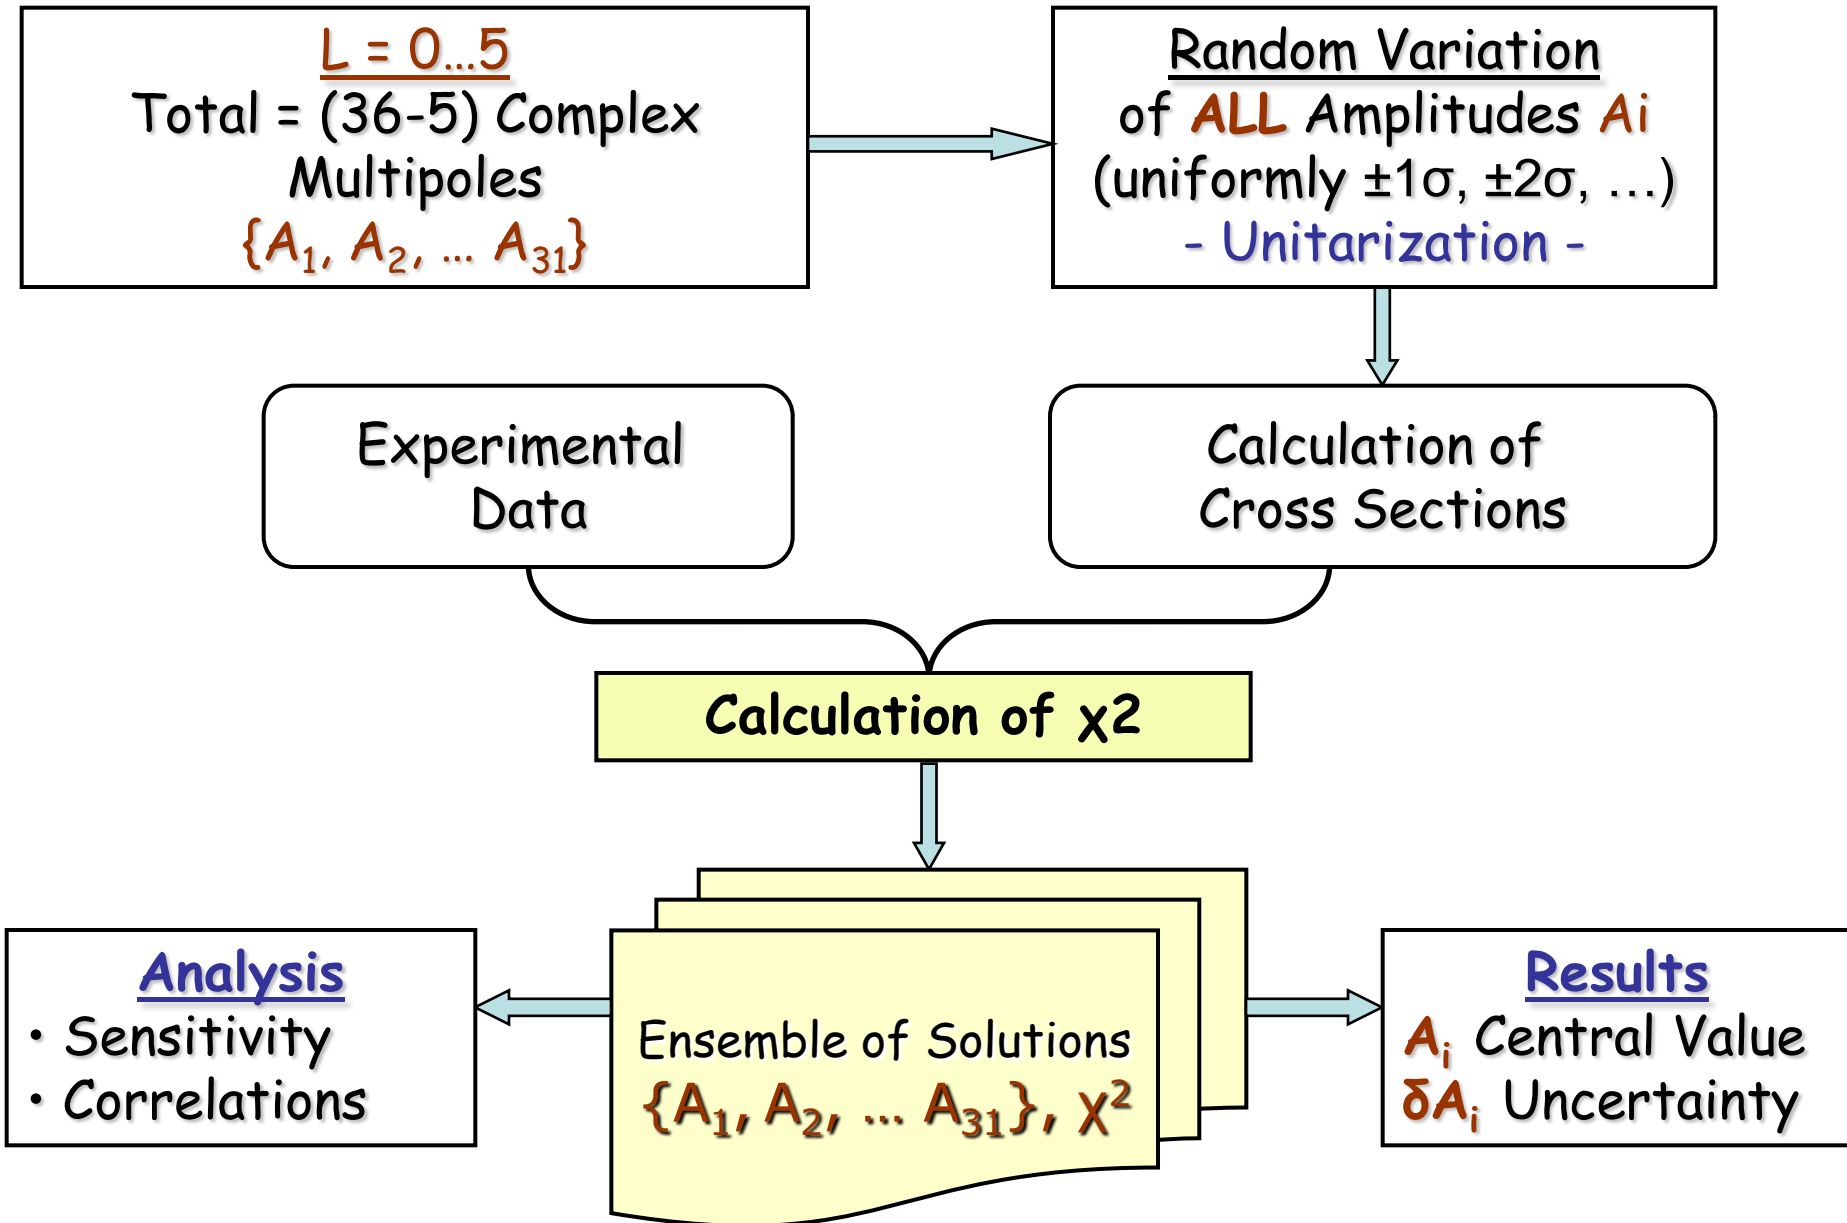 L = 0...5
Total = (36-5) Complex
Multipoles
{A₁, A₂, ... A₃₁}
Random Variation
of ALL Amplitudes Ai
(uniformly ±1σ, ±2σ, …)
- Unitarization -
Experimental
Data
Calculation of
Cross Sections
Calculation of χ2
Ensemble of Solutions
{A₁, A₂, ... A₃₁}, χ²
Analysis
• Sensitivity
• Correlations
Results
Aᵢ Central Value
δAᵢ Uncertainty